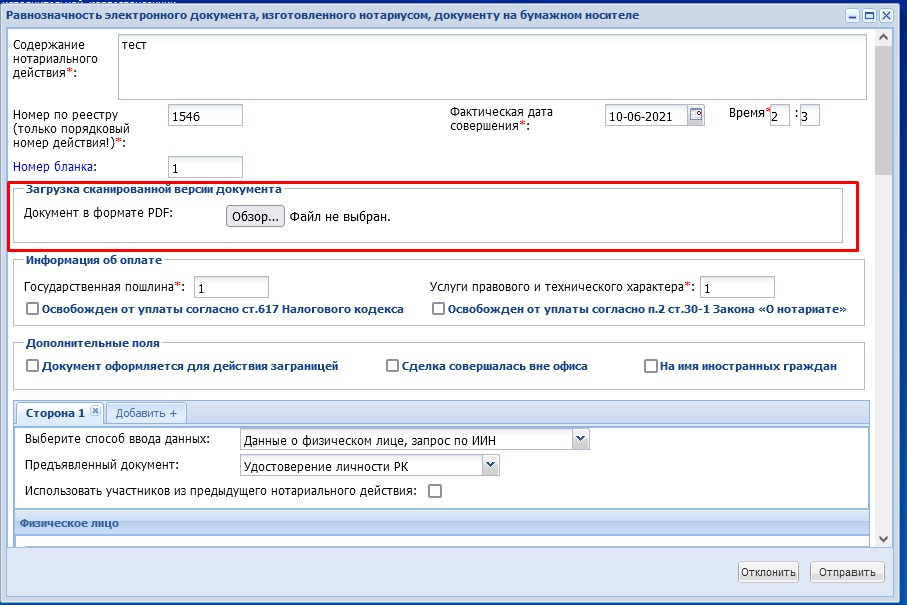 Равнозначность электронного документа, изготовленного нотариусом, документу на бумажном носителе
Содержание
нотариального
действия*:
тест
Номер по реестру
(только порядковый
номер действия!)*:
1546
Фактическая дата
совершения*:
10-06-2021
Время* 2 : 3
Номер бланка: 1
Загрузка сканированной версии документа
Документ в формате PDF: Обзор... Файл не выбран.
Информация об оплате
Государственная пошлина*: 1 Услуги правового и технического характера*: 1
Освобожден от уплаты согласно ст.617 Налогового кодекса Освобожден от уплаты согласно п.2 ст.30-1 Закона «О нотариате»
Дополнительные поля
Документ оформляется для действия заграницей Сделка совершалась вне офиса На имя иностранных граждан
Сторона 1 Добавить +
Выберите способ ввода данных: Данные о физическом лице, запрос по ИИН
Предъявленный документ: Удостоверение личности РК
Использовать участников из предыдущего нотариального действия:
Физическое лицо
Отклонить Отправить